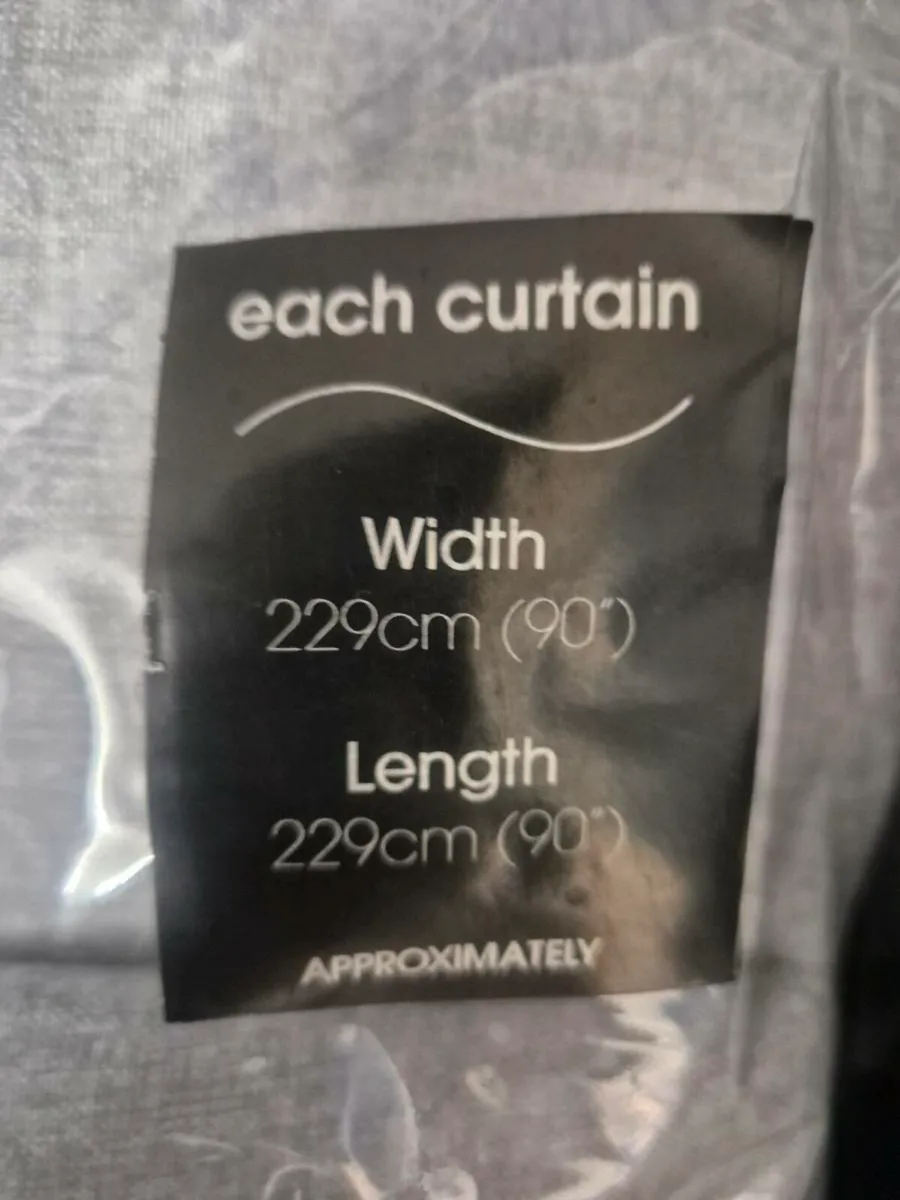 each curtain
Width
229cm (90")
Length
229cm (90")
APPROXIMATELY